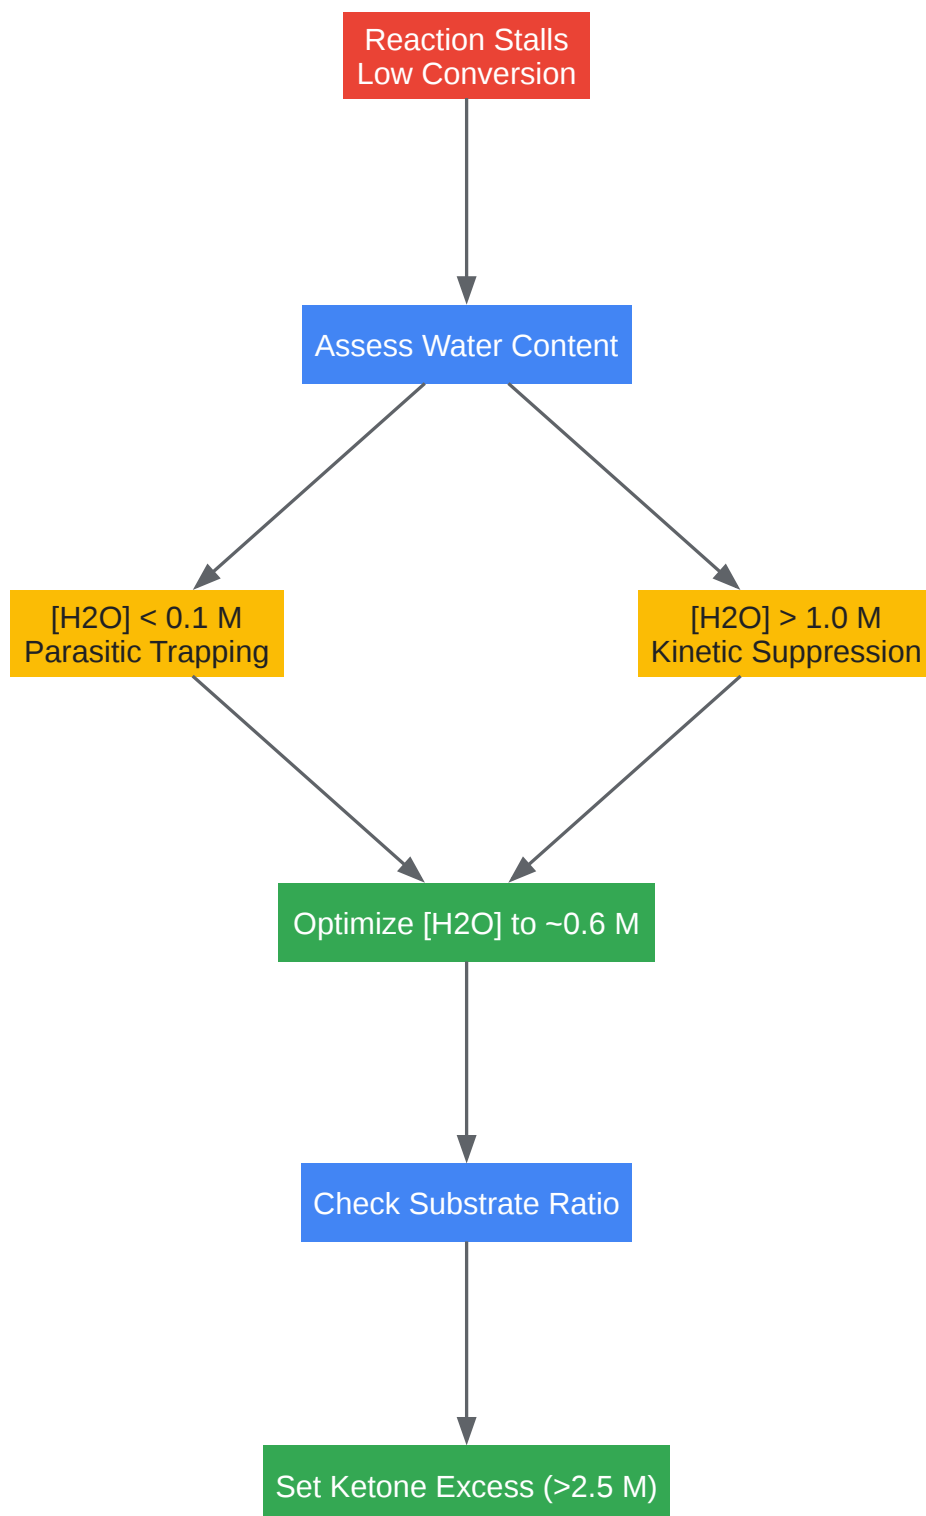 Reaction Stalls
Low Conversion
Assess Water Content
[H2O] < 0.1 M
Parasitic Trapping
[H2O] > 1.0 M
Kinetic Suppression
Optimize [H2O] to ~0.6 M
Check Substrate Ratio
Set Ketone Excess (>2.5 M)